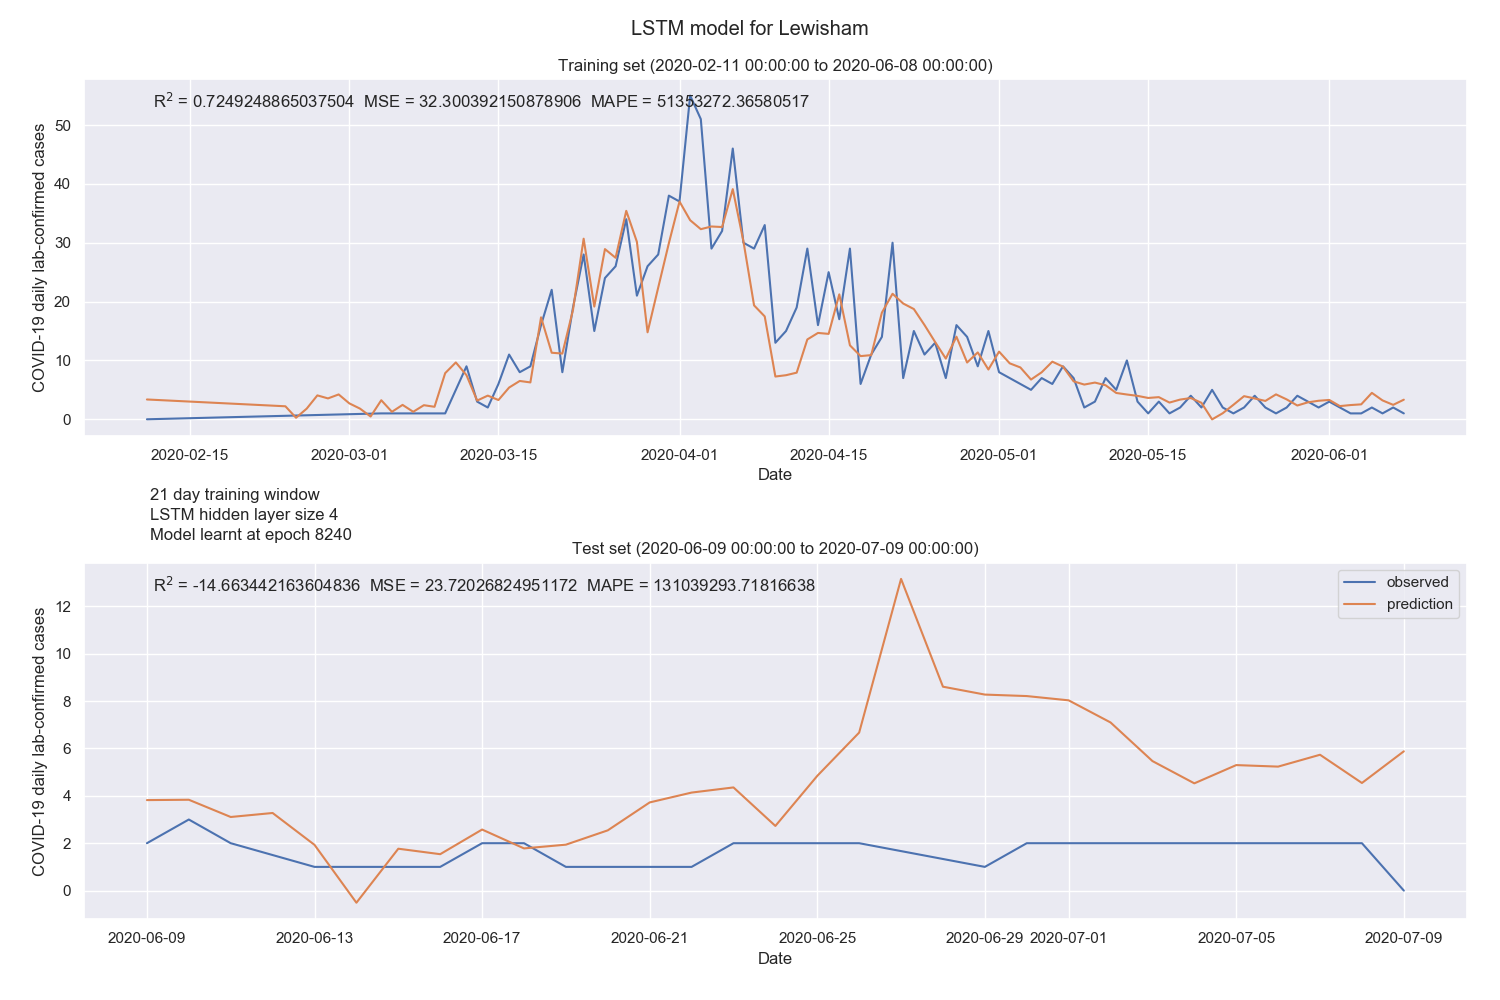 LSTM model for Lewisham
Training set (2020-02-11 00:00:00 to 2020-06-08 00:00:00)
R² = 0.7249248865037504 MSE = 32.300392150878906 MAPE = 51353272.36580517
COVID-19 daily lab-confirmed cases
50
40
30
20
10
0
2020-02-15 2020-03-01 2020-03-15 2020-04-01 2020-04-15 2020-05-01 2020-05-15 2020-06-01
Date
21 day training window
LSTM hidden layer size 4
Model learnt at epoch 8240
Test set (2020-06-09 00:00:00 to 2020-07-09 00:00:00)
R² = -14.663442163604836 MSE = 23.72026824951172 MAPE = 131039293.71816638
observed
prediction
COVID-19 daily lab-confirmed cases
12
10
8
6
4
2
0
2020-06-09 2020-06-13 2020-06-17 2020-06-21 2020-06-25 2020-06-29 2020-07-01 2020-07-05 2020-07-09
Date